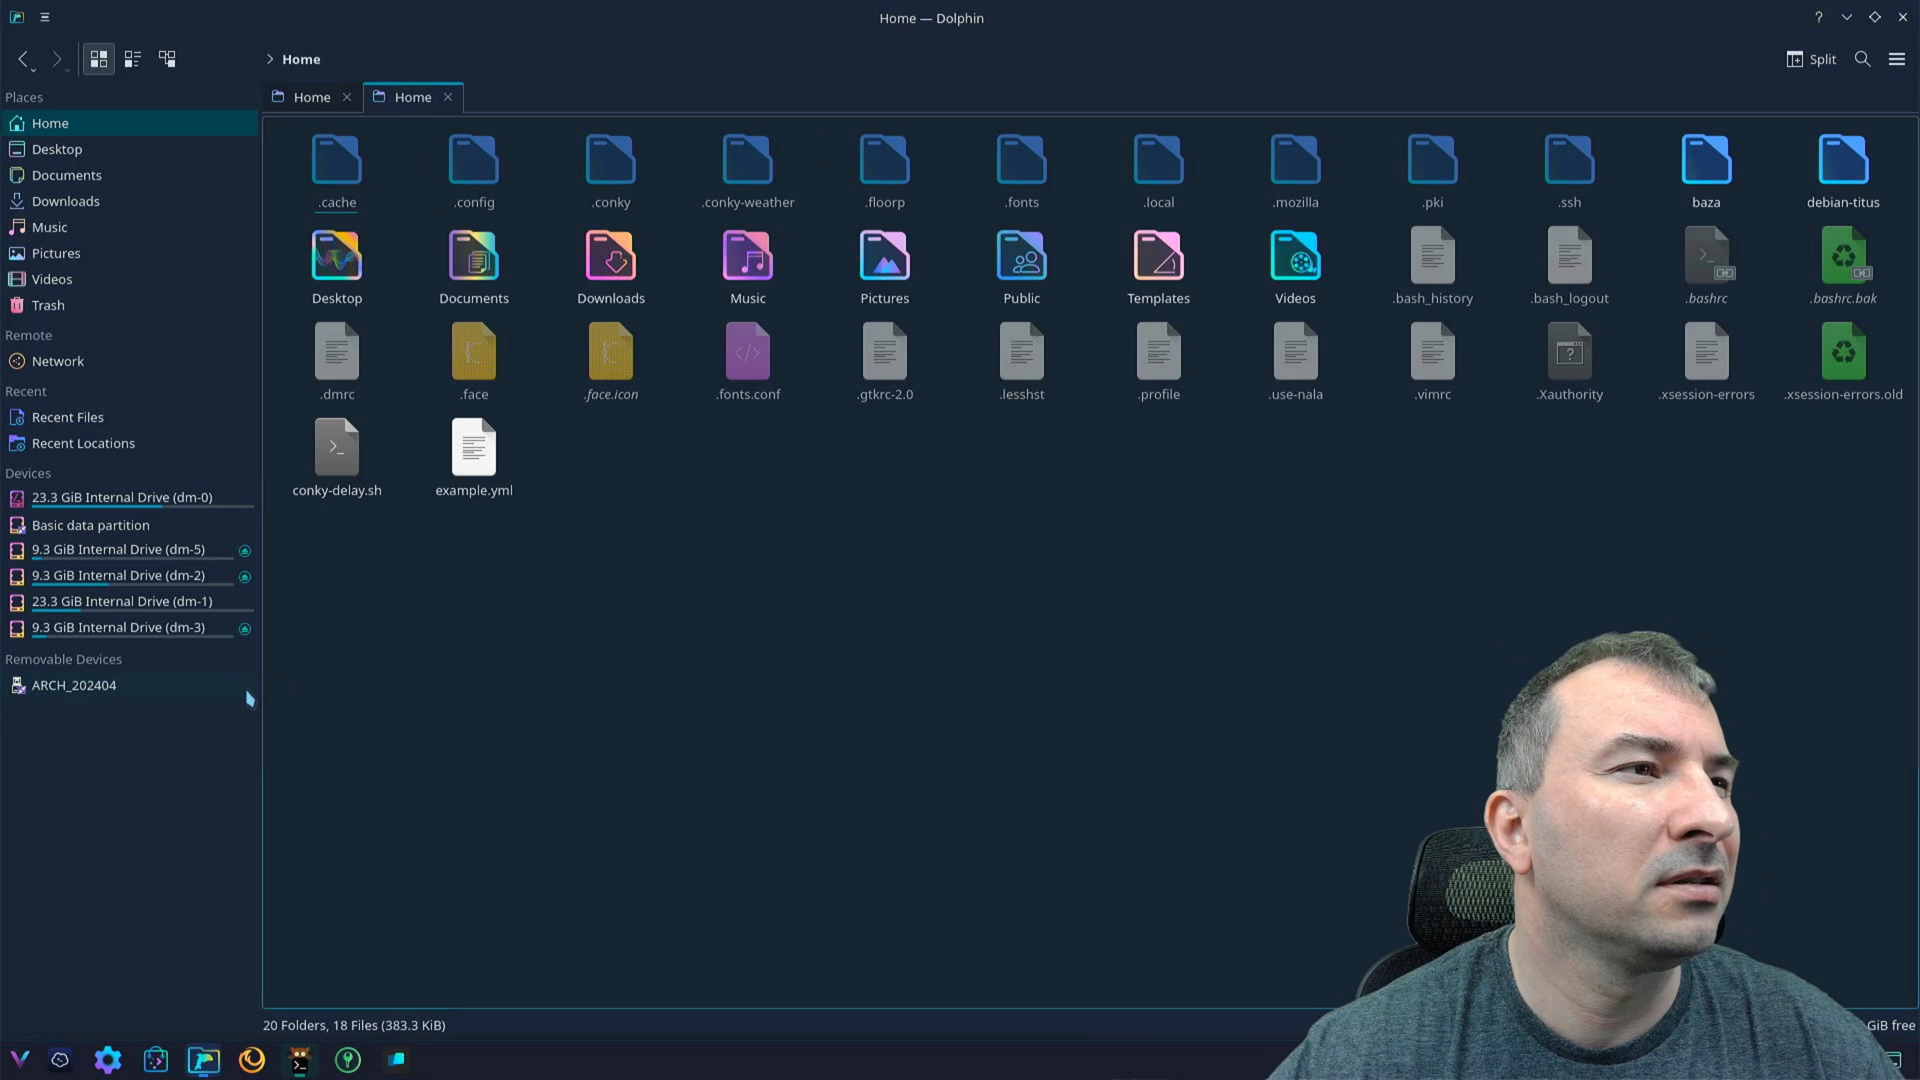 Home — Dolphin
Home
Split
Places
Home
Home
Home
Desktop
Documents
Downloads
Music
Pictures
Videos
Trash
Remote
Network
Recent
Recent Files
Recent Locations
Devices
23.3 GiB Internal Drive (dm-0)
Basic data partition
9.3 GiB Internal Drive (dm-5)
9.3 GiB Internal Drive (dm-2)
23.3 GiB Internal Drive (dm-1)
9.3 GiB Internal Drive (dm-3)
Removable Devices
ARCH_202404
.cache .config .conky .conky-weather .floorp .fonts .local .mozilla .pki .ssh baza debian-titus
Desktop Documents Downloads Music Pictures Public Templates Videos .bash_history .bash_logout .bashrc .bashrc.bak
.dmrc .face .face.icon .fonts.conf .gtkrc-2.0 .lesshst .profile .use-nala .vimrc .Xauthority .xsession-errors .xsession-errors.old
conky-delay.sh example.yml
20 Folders, 18 Files (383.3 KiB)
GiB free